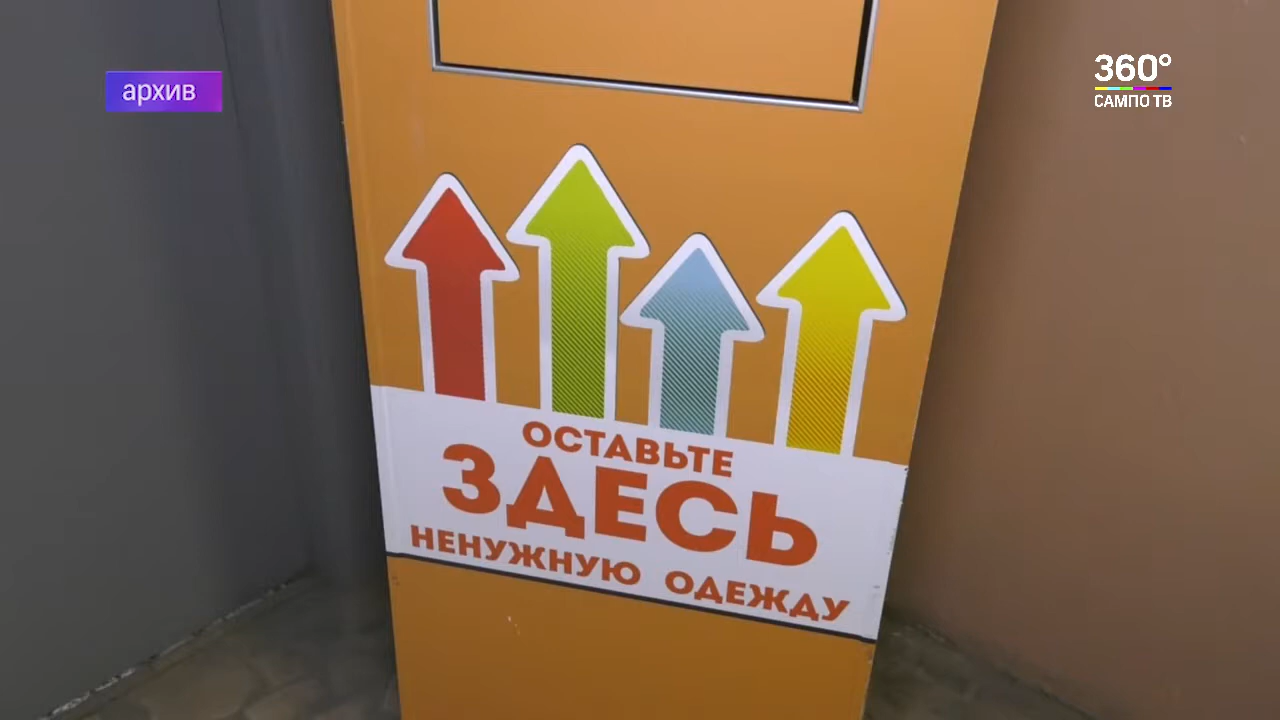 архив
360°
САМПО ТВ
ОСТАВЬТЕ
ЗДЕСЬ
НЕНУЖНУЮ ОДЕЖДУ